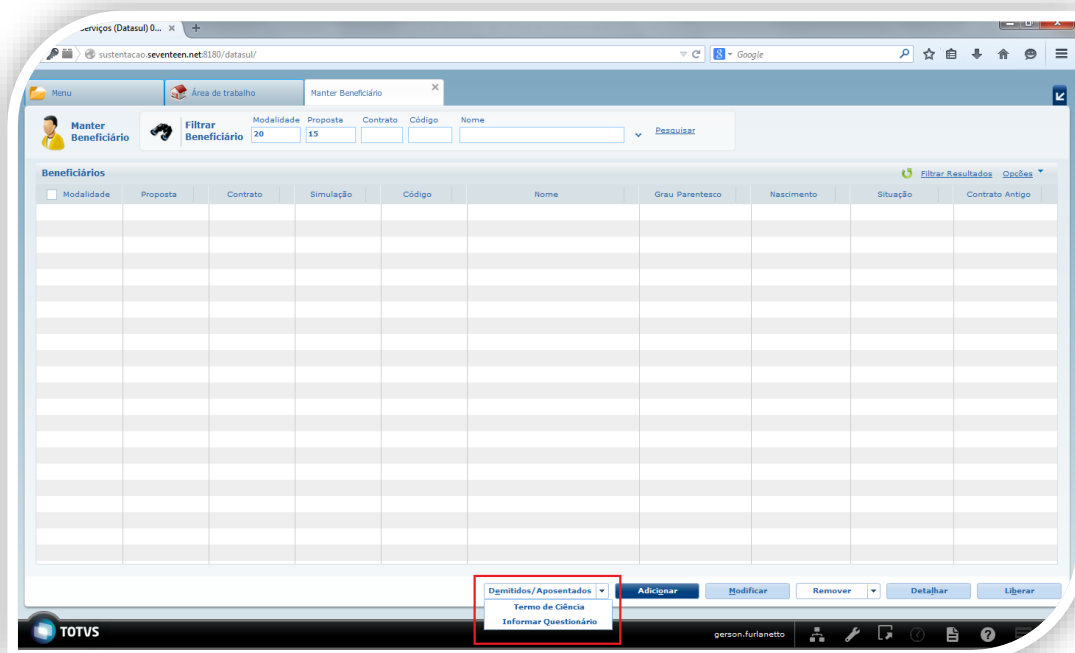 erviços (Datasul) 0...
sustentacao.seventeen.net:8180/datasul/
Google
Menu
Área de trabalho
Manter Beneficiário
Manter Beneficiário
Filtrar Beneficiário
Modalidade Proposta Contrato Código Nome
20 15
Pesquisar
Beneficiários
Filtrar Resultados Opções
Modalidade Proposta Contrato Simulação Código Nome Grau Parentesco Nascimento Situação Contrato Antigo
Demitidos/Aposentados Adicionar Modificar Remover Detalhar Liberar
Termo de Ciência
Informar Questionário
TOTVS
gerson.furlanetto